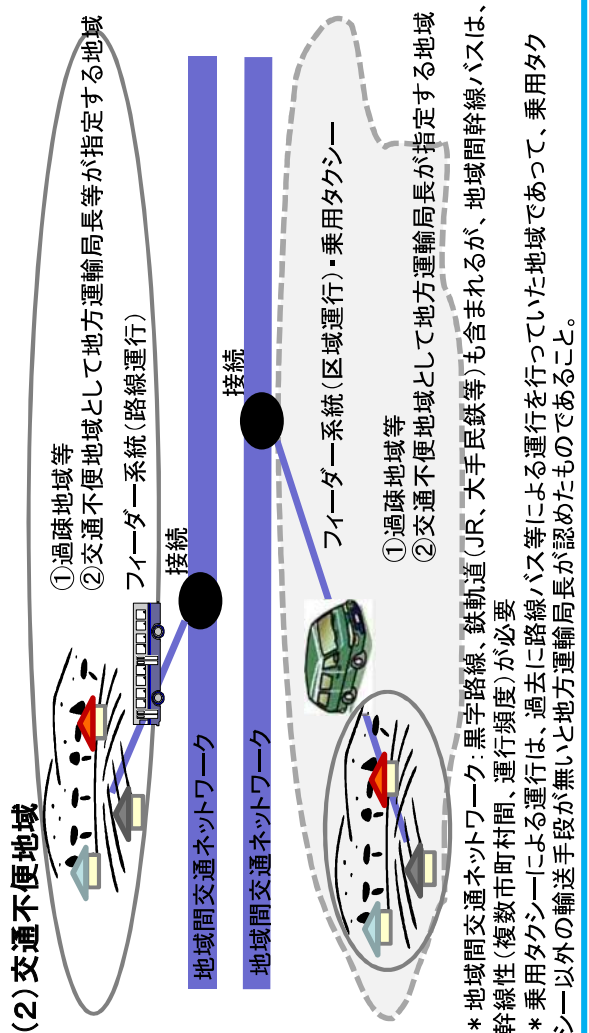 (2)交通不便地域
①過疎地域等
②交通不便地域として地方運輸局長等が指定する地域
フィーダー系統(路線運行)
接続
地域間交通ネットワーク
接続
地域間交通ネットワーク
フィーダー系統(区域運行)・乗用タクシー
①過疎地域等
②交通不便地域として地方運輸局長が指定する地域
*地域間交通ネットワーク:黒字路線、鉄軌道(JR、大手民鉄等)も含まれるが、地域間幹線バスは、
幹線性(複数市町村間、運行頻度)が必要
*乗用タクシーによる運行は、過去に路線バス等による運行を行っていた地域であって、乗用タク
シー以外の輸送手段が無いと地方運輸局長が認めたものであること。